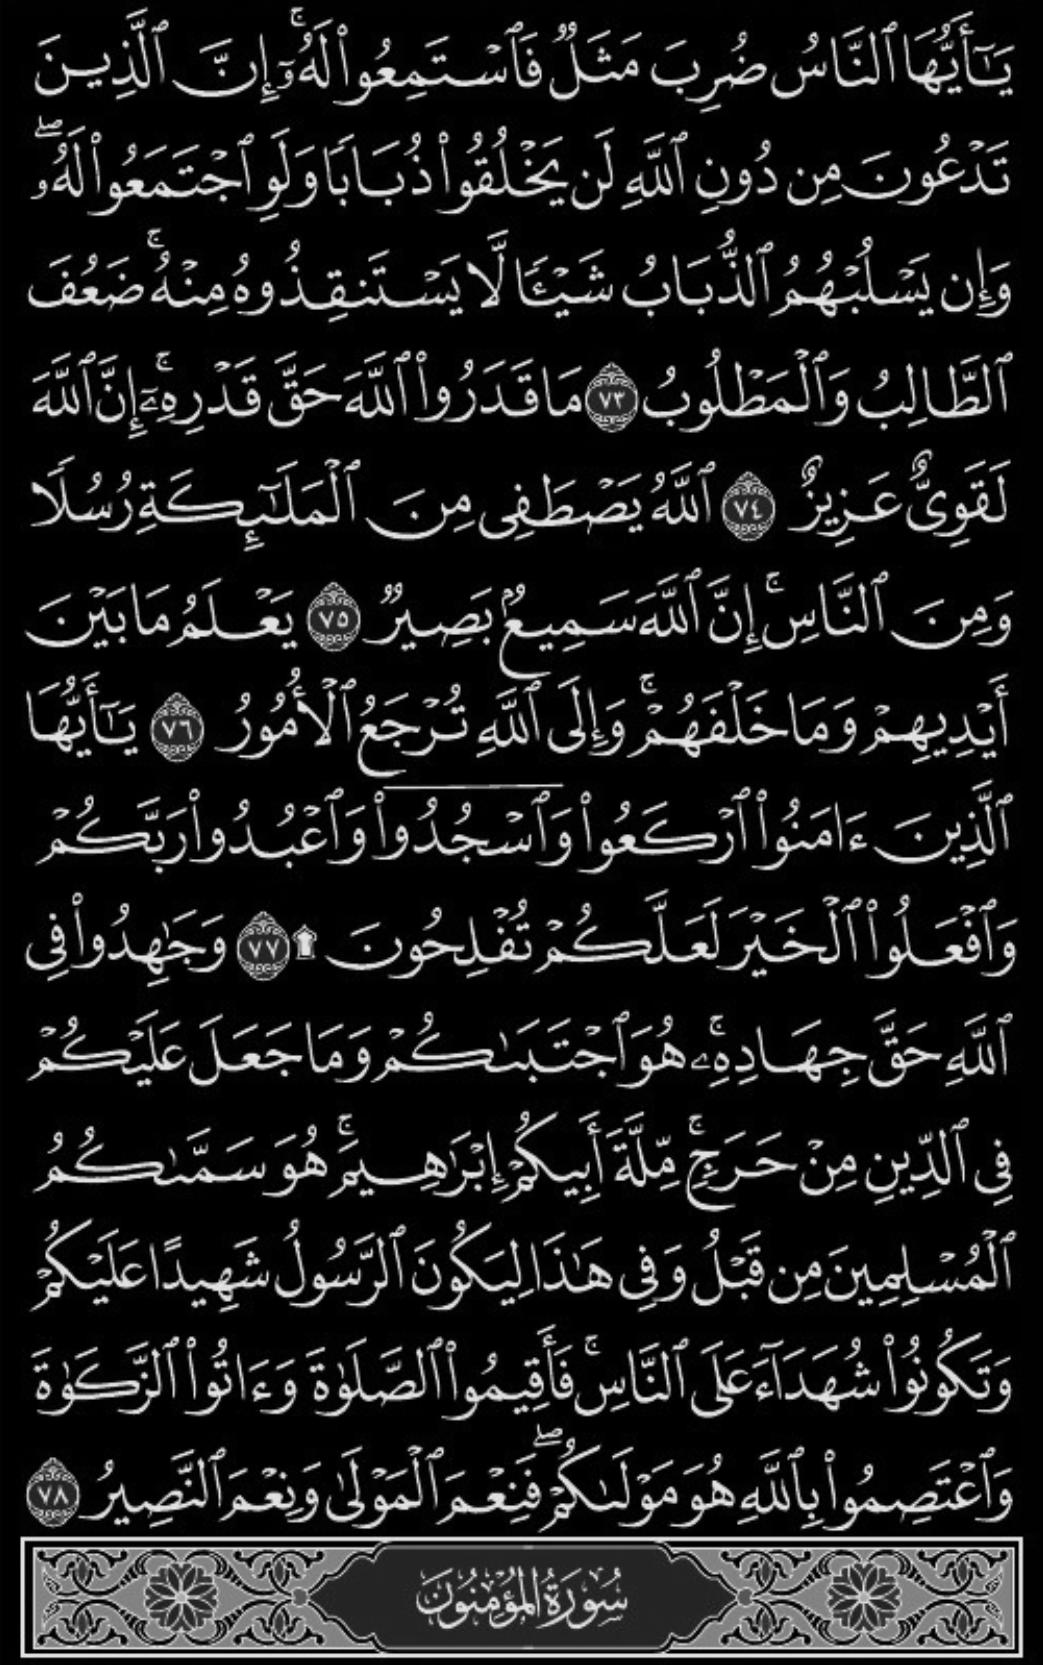 يَـٰٓأَيُّهَا ٱلنَّاسُ ضُرِبَ مَثَلٌ فَٱسْتَمِعُوا۟ لَهُۥٓ ۚ إِنَّ ٱلَّذِينَ
تَدْعُونَ مِن دُونِ ٱللَّهِ لَن يَخْلُقُوا۟ ذُبَابًا وَلَوِ ٱجْتَمَعُوا۟ لَهُۥ ۖ
وَإِن يَسْلُبْهُمُ ٱلذُّبَابُ شَيْـًٔا لَّا يَسْتَنقِذُوهُ مِنْهُ ۚ ضَعُفَ
ٱلطَّالِبُ وَٱلْمَطْلُوبُ ٧٣ مَا قَدَرُوا۟ ٱللَّهَ حَقَّ قَدْرِهِۦٓ ۚ إِنَّ ٱللَّهَ
لَقَوِىٌّ عَزِيزٌ ٧٤ ٱللَّهُ يَصْطَفِى مِنَ ٱلْمَلَـٰٓئِكَةِ رُسُلًا
وَمِنَ ٱلنَّاسِ ۚ إِنَّ ٱللَّهَ سَمِيعٌۢ بَصِيرٌ ٧٥ يَعْلَمُ مَا بَيْنَ
أَيْدِيهِمْ وَمَا خَلْفَهُمْ ۚ وَإِلَى ٱللَّهِ تُرْجَعُ ٱلْأُمُورُ ٧٦ يَـٰٓأَيُّهَا
ٱلَّذِينَ ءَامَنُوا۟ ٱرْكَعُوا۟ وَٱسْجُدُوا۟ وَٱعْبُدُوا۟ رَبَّكُمْ
وَٱفْعَلُوا۟ ٱلْخَيْرَ لَعَلَّكُمْ تُفْلِحُونَ ۩ ٧٧ وَجَـٰهِدُوا۟ فِى
ٱللَّهِ حَقَّ جِهَادِهِۦ ۚ هُوَ ٱجْتَبَىٰكُمْ وَمَا جَعَلَ عَلَيْكُمْ
فِى ٱلدِّينِ مِنْ حَرَجٍ ۚ مِّلَّةَ أَبِيكُمْ إِبْرَٰهِيمَ ۚ هُوَ سَمَّىٰكُمُ
ٱلْمُسْلِمِينَ مِن قَبْلُ وَفِى هَـٰذَا لِيَكُونَ ٱلرَّسُولُ شَهِيدًا عَلَيْكُمْ
وَتَكُونُوا۟ شُهَدَآءَ عَلَى ٱلنَّاسِ ۚ فَأَقِيمُوا۟ ٱلصَّلَوٰةَ وَءَاتُوا۟ ٱلزَّكَوٰةَ
وَٱعْتَصِمُوا۟ بِٱللَّهِ هُوَ مَوْلَىٰكُمْ ۖ فَنِعْمَ ٱلْمَوْلَىٰ وَنِعْمَ ٱلنَّصِيرُ ٧٨
سُورَةُ المُؤْمِنُونَ